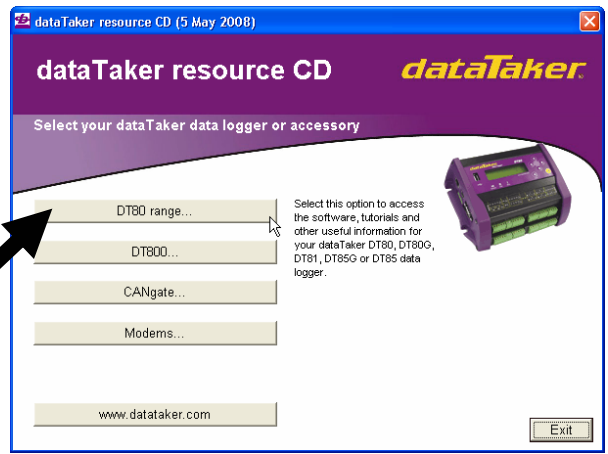 dataTaker resource CD (5 May 2008)
dataTaker resource CD
dataTaker.
Select your dataTaker data logger or accessory
DT80 range...
Select this option to access
the software, tutorials and
other useful information for
your dataTaker DT80, DT80G,
DT81, DT85G or DT85 data
logger.
DT800...
CANgate...
Modems...
www.datataker.com
Exit